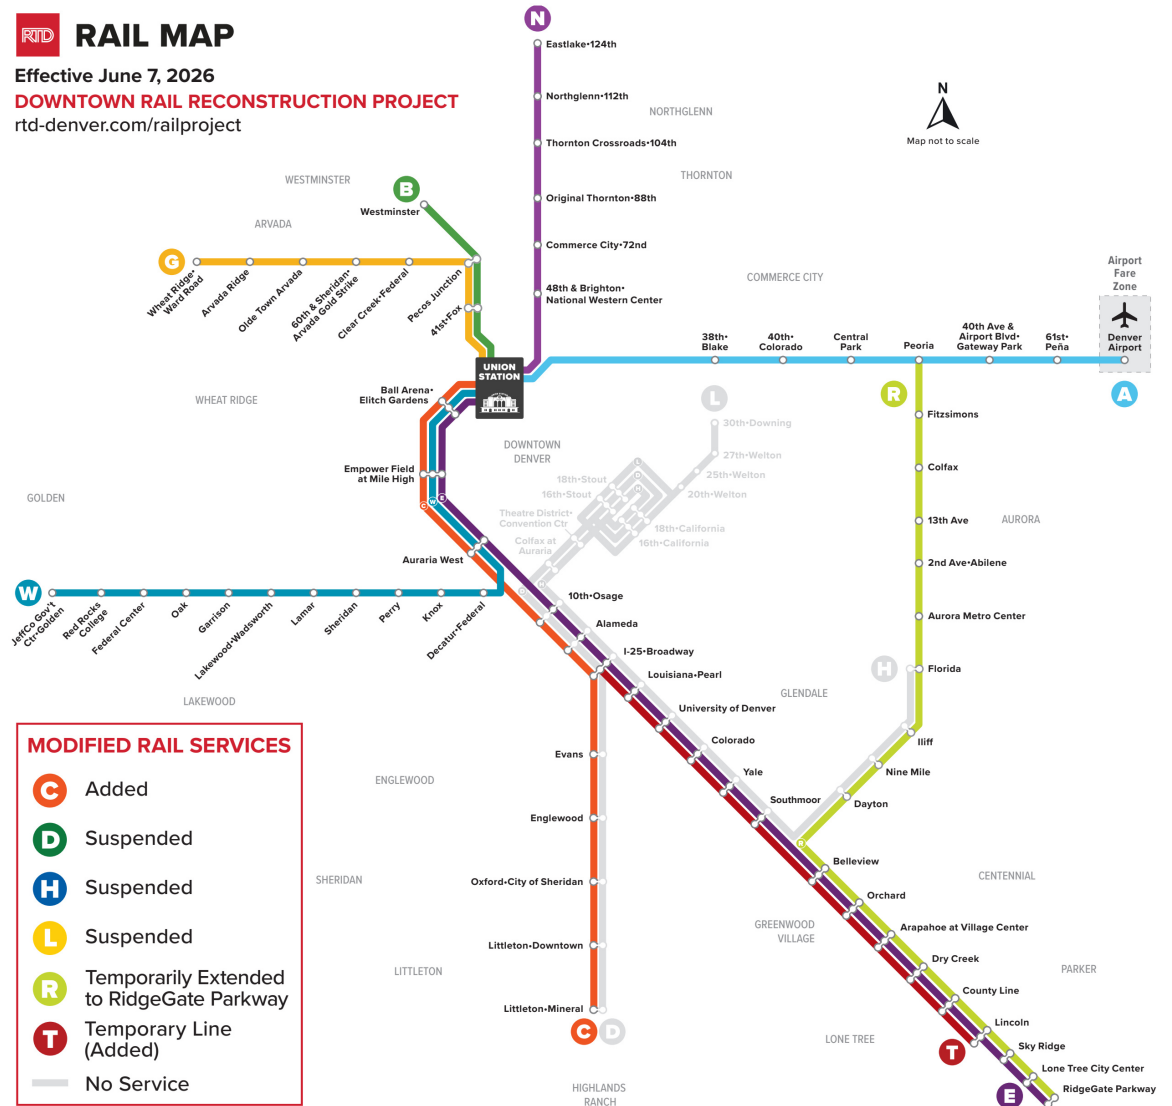 RTD
RAIL MAP
Effective June 7, 2026
DOWNTOWN RAIL RECONSTRUCTION PROJECT
rtd-denver.com/railproject
N
Eastlake•124th
Northglenn•112th
NORTHGLENN
Thornton Crossroads•104th
THORNTON
Original Thornton•88th
Commerce City•72nd
48th & Brighton•
National Western Center
N
Map not to scale
WESTMINSTER
B
Westminster
ARVADA
G
Wheat Ridge•
Ward Road
Arvada Ridge
Olde Town Arvada
60th & Sheridan•
Arvada Gold Strike
Clear Creek•Federal
Pecos Junction
41st•Fox
COMMERCE CITY
Airport
Fare
Zone
Denver
Airport
A
38th•
Blake
40th•
Colorado
Central
Park
Peoria
40th Ave &
Airport Blvd•
Gateway Park
61st•
Peña
UNION
STATION
WHEAT RIDGE
Ball Arena•
Elitch Gardens
Empower Field
at Mile High
C
W
E
Auraria West
GOLDEN
DOWNTOWN
DENVER
L
30th•Downing
27th•Welton
25th•Welton
20th•Welton
L
D
H
18th•Stout
16th•Stout
Theatre District•
Convention Ctr
Colfax at
Auraria
18th•California
16th•California
R
Fitzsimons
Colfax
13th Ave
AURORA
2nd Ave•Abilene
Aurora Metro Center
H
Florida
Iliff
Nine Mile
Dayton
R
W
JeffCo Gov't
Ctr•Golden
Red Rocks
College
Federal Center
Oak
Garrison
Lakewood•Wadsworth
Lamar
Sheridan
Perry
Knox
Decatur•Federal
LAKEWOOD
D
H
10th•Osage
Alameda
I-25•Broadway
Louisiana•Pearl
University of Denver
Colorado
Yale
Southmoor
GLENDALE
Belleview
Orchard
Arapahoe at Village Center
Dry Creek
County Line
Lincoln
Sky Ridge
Lone Tree City Center
RidgeGate Parkway
T
E
Evans
Englewood
Oxford•City of Sheridan
Littleton•Downtown
Littleton•Mineral
C
D
ENGLEWOOD
SHERIDAN
LITTLETON
HIGHLANDS
RANCH
GREENWOOD
VILLAGE
CENTENNIAL
PARKER
LONE TREE
MODIFIED RAIL SERVICES
C Added
D Suspended
H Suspended
L Suspended
R Temporarily Extended
to RidgeGate Parkway
T Temporary Line
(Added)
No Service